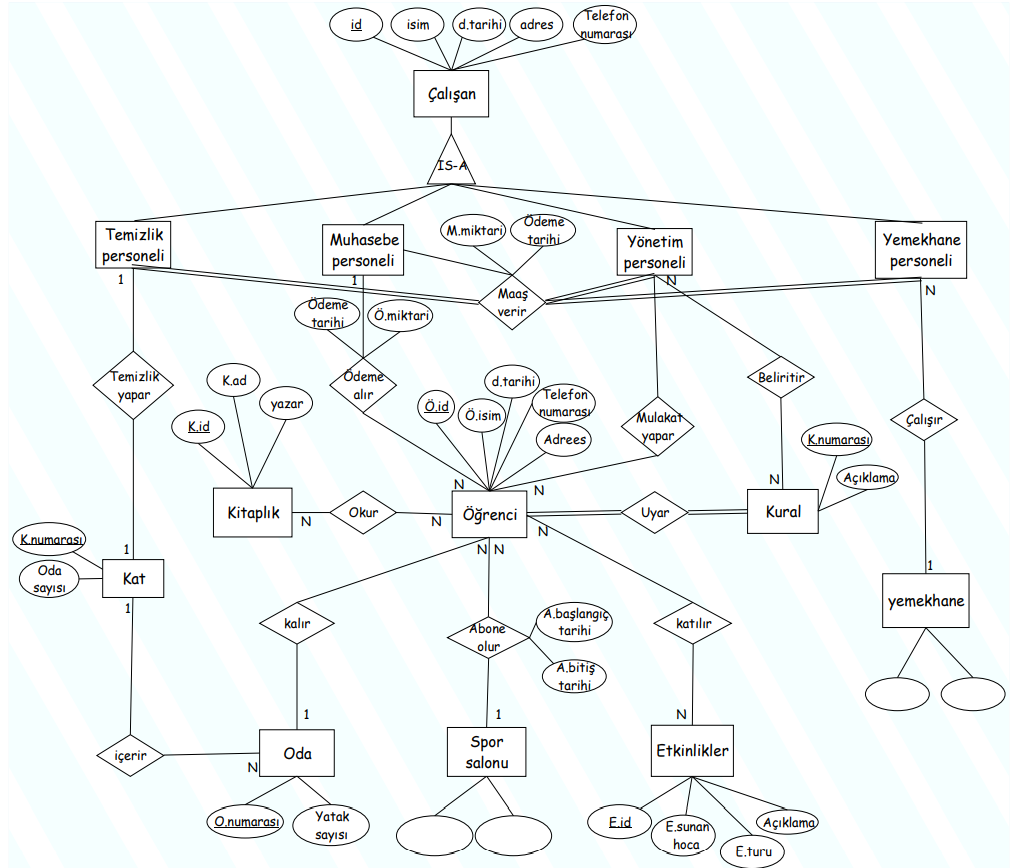 id
isim
d.tarihi
adres
Telefon
numarası
Çalışan
IS-A
Temizlik
personeli
Muhasebe
personeli
M.miktari
Ödeme
tarihi
Yönetim
personeli
Yemekhane
personeli
1
1
N
N
Maaş
verir
Ödeme
tarihi
Ö.miktari
Temizlik
yapar
K.ad
K.id
yazar
Ödeme
alır
Ö.id
Ö.isim
d.tarihi
Telefon
numarası
Adrees
Mulakat
yapar
Beliritir
Çalışır
K.numarası
Açıklama
N
N
N
Kitaplık
N
Okur
N
Öğrenci
N
Uyar
Kural
K.numarası
Oda
sayısı
1
Kat
1
N
N
1
yemekhane
kalır
Abone
olur
A.başlangıç
tarihi
A.bitiş
tarihi
katılır
1
1
N
içerir
N
Oda
Spor
salonu
Etkinlikler
O.numarası
Yatak
sayısı
E.id
E.sunan
hoca
E.turu
Açıklama